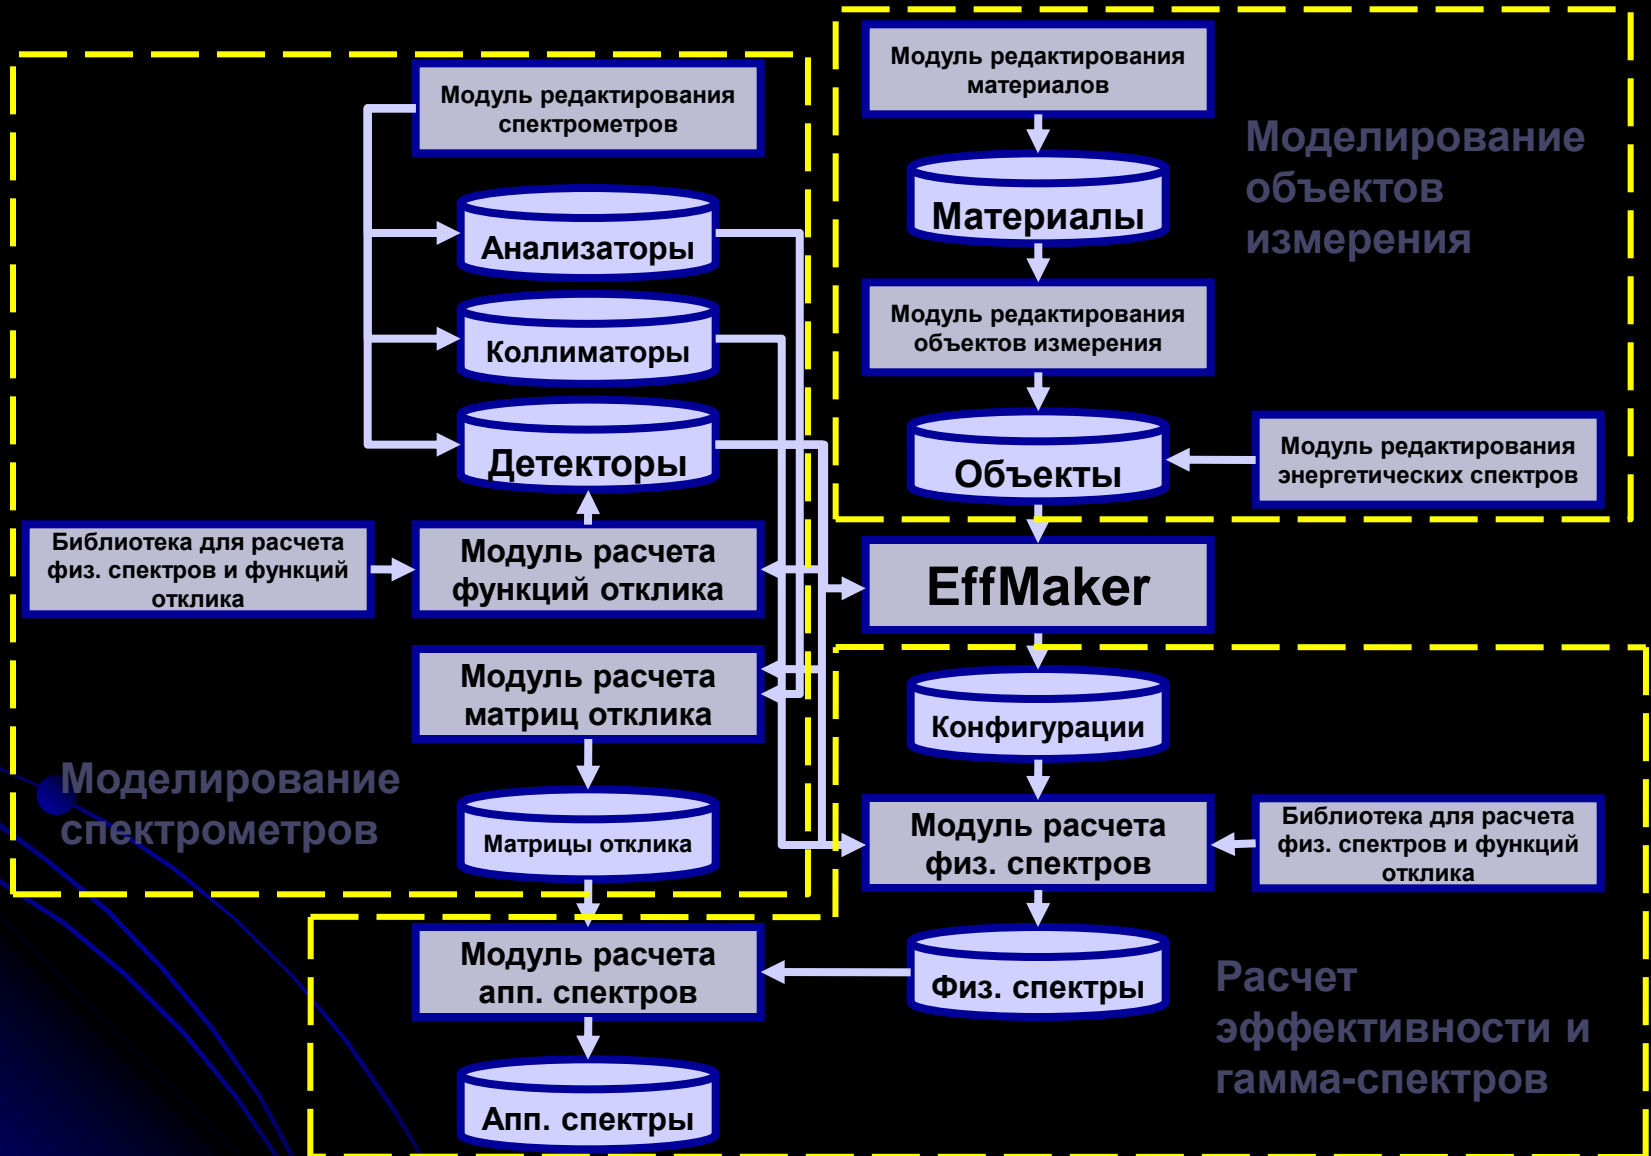 Модуль редактирования
спектрометров
Анализаторы
Коллиматоры
Детекторы
Библиотека для расчета
физ. спектров и функций
отклика
Модуль расчета
функций отклика
Модуль расчета
матриц отклика
Моделирование
спектрометров
Матрицы отклика
Модуль редактирования
материалов
Материалы
Моделирование
объектов
измерения
Модуль редактирования
объектов измерения
Объекты
Модуль редактирования
энергетических спектров
EffMaker
Конфигурации
Модуль расчета
физ. спектров
Библиотека для расчета
физ. спектров и функций
отклика
Физ. спектры
Модуль расчета
апп. спектров
Апп. спектры
Расчет
эффективности и
гамма-спектров